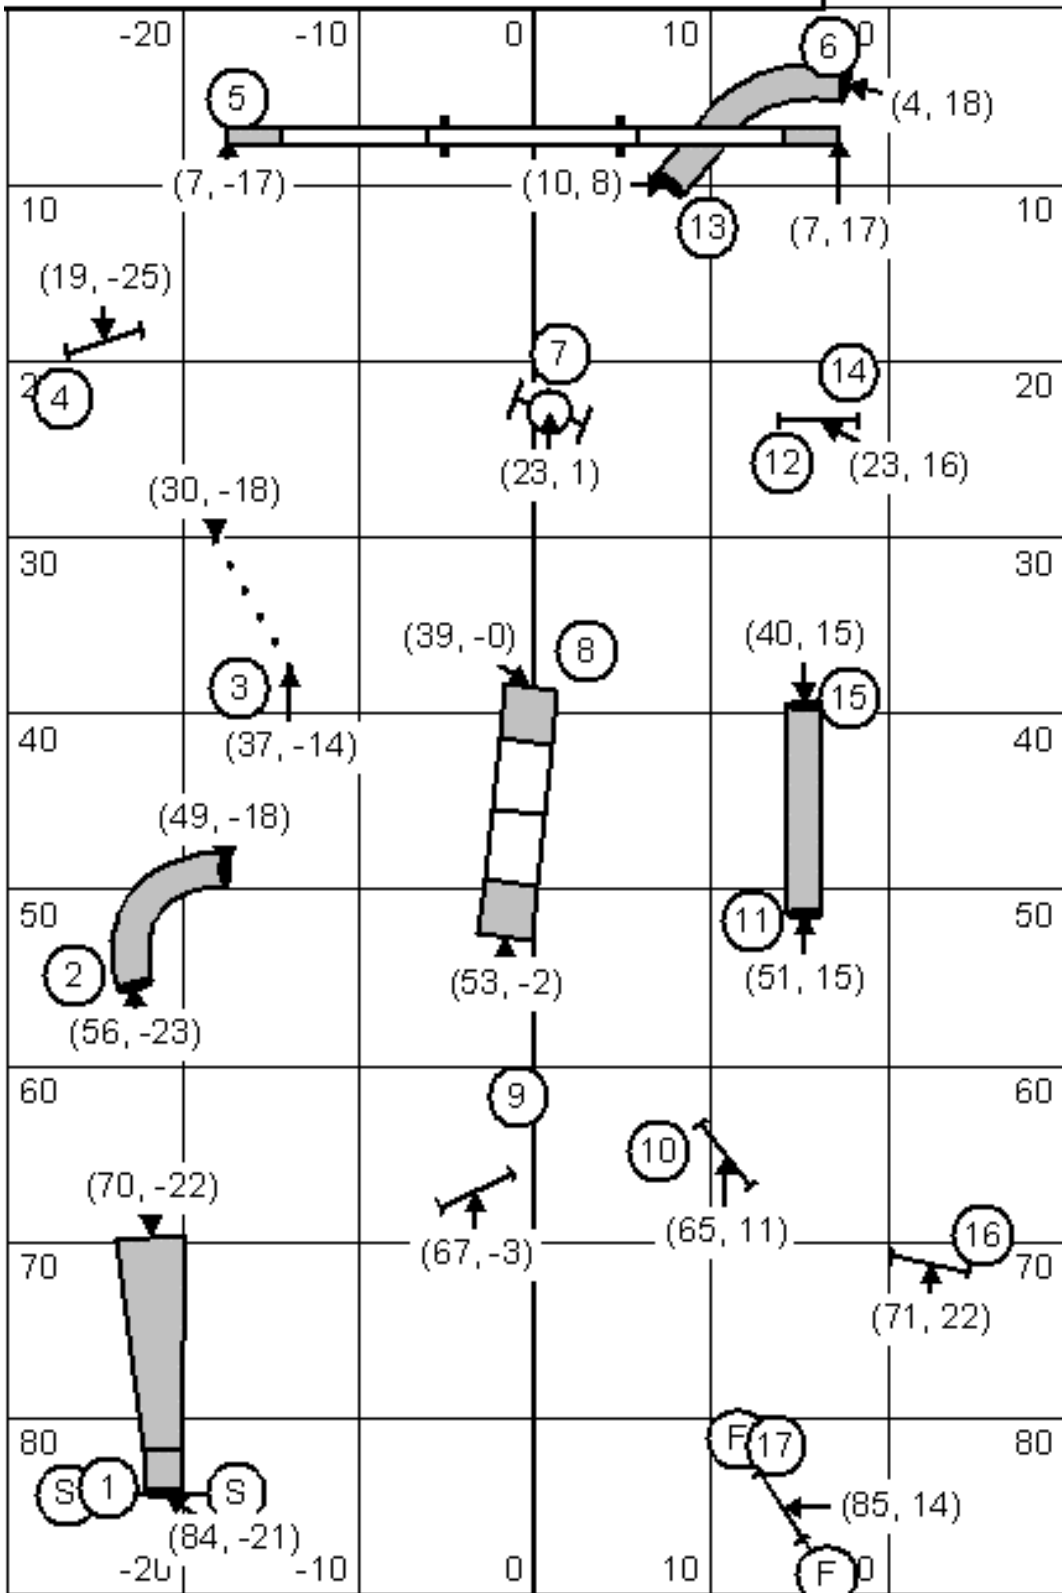 -20 -10 0 10 0
6
5
(4, 18)
(7, -17) (10, 8)
10 13 (7, 17) 10
(19, -25)
7
4 14
20
12
(23, 1) (23, 16)
(30, -18)
30 30
(39, -0) 8 (40, 15)
3 15
40 (37, -14) 40
(49, -18)
50 11 50
2 (53, -2) (51, 15)
(56, -23)
60 9 60
10
(70, -22)
(67, -3) (65, 11) 16
70 70
(71, 22)
80 F 17 80
S 1 S (85, 14)
(84, -21)
-20 -10 0 10 F 0